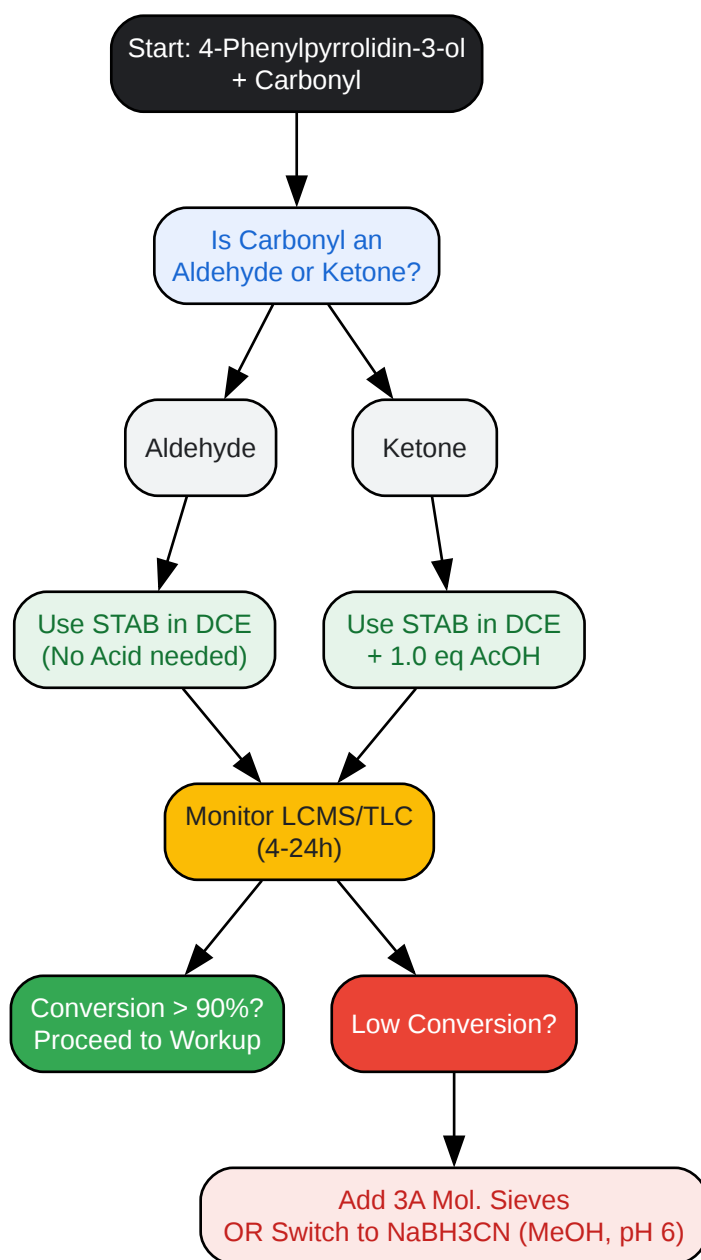 Start: 4-Phenylpyrrolidin-3-ol
+ Carbonyl
Is Carbonyl an
Aldehyde or Ketone?
Aldehyde
Ketone
Use STAB in DCE
(No Acid needed)
Use STAB in DCE
+ 1.0 eq AcOH
Monitor LCMS/TLC
(4-24h)
Conversion > 90%?
Proceed to Workup
Low Conversion?
Add 3A Mol. Sieves
OR Switch to NaBH3CN (MeOH, pH 6)